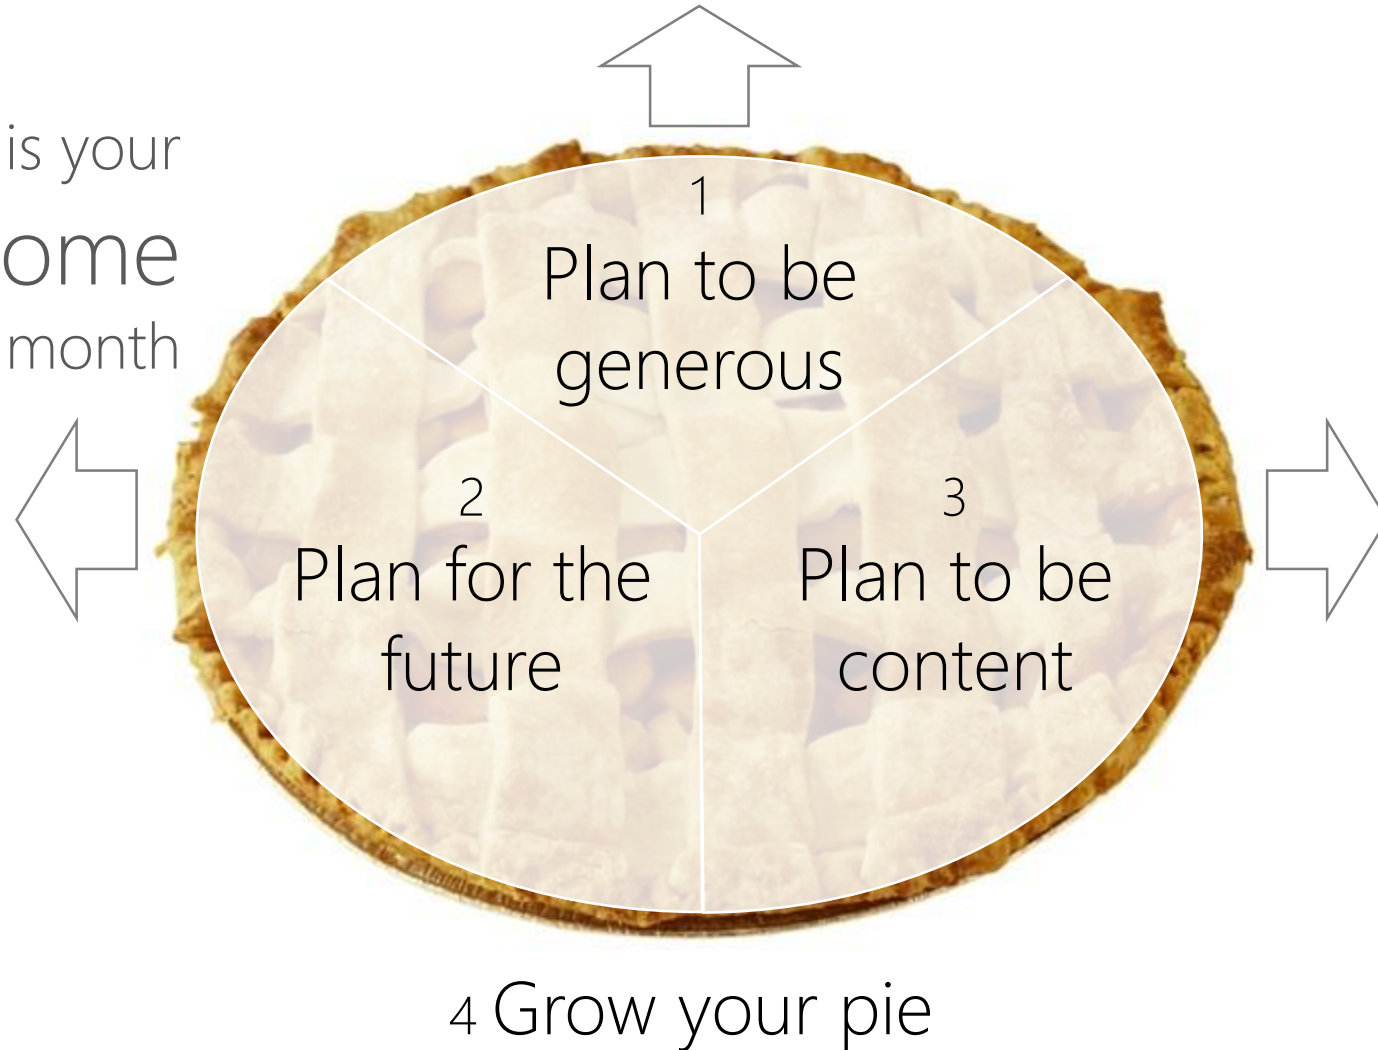 is your
ome
month
1
Plan to be
generous
2
Plan for the
future
3
Plan to be
content
4 Grow your pie